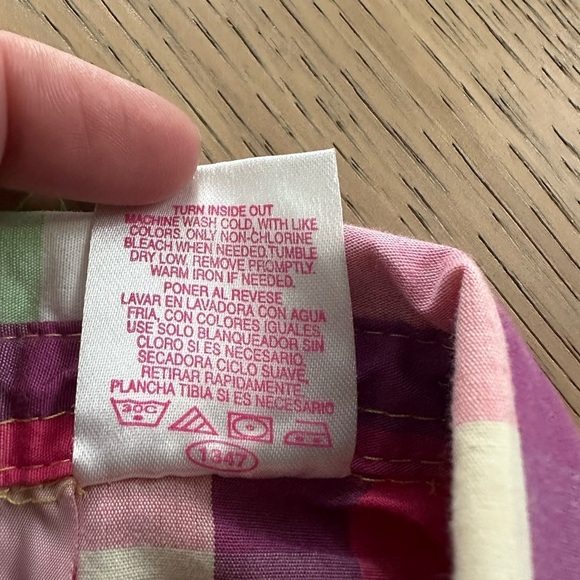 TURN INSIDE OUT
MACHINE WASH COLD, WITH LIKE
COLORS. ONLY NON-CHLORINE
BLEACH WHEN NEEDED. TUMBLE
DRY LOW, REMOVE PROMPTLY.
WARM IRON IF NEEDED.
PONER AL REVESE
LAVAR EN LAVADORA CON AGUA
FRIA, CON COLORES IGUALES.
USE SOLO BLANQUEADOR SIN
CLORO SI ES NECESARIO.
SECADORA CICLO SUAVE,
RETIRAR RAPIDAMENTE.
PLANCHA TIBIA SI ES NECESARIO
30C
1347